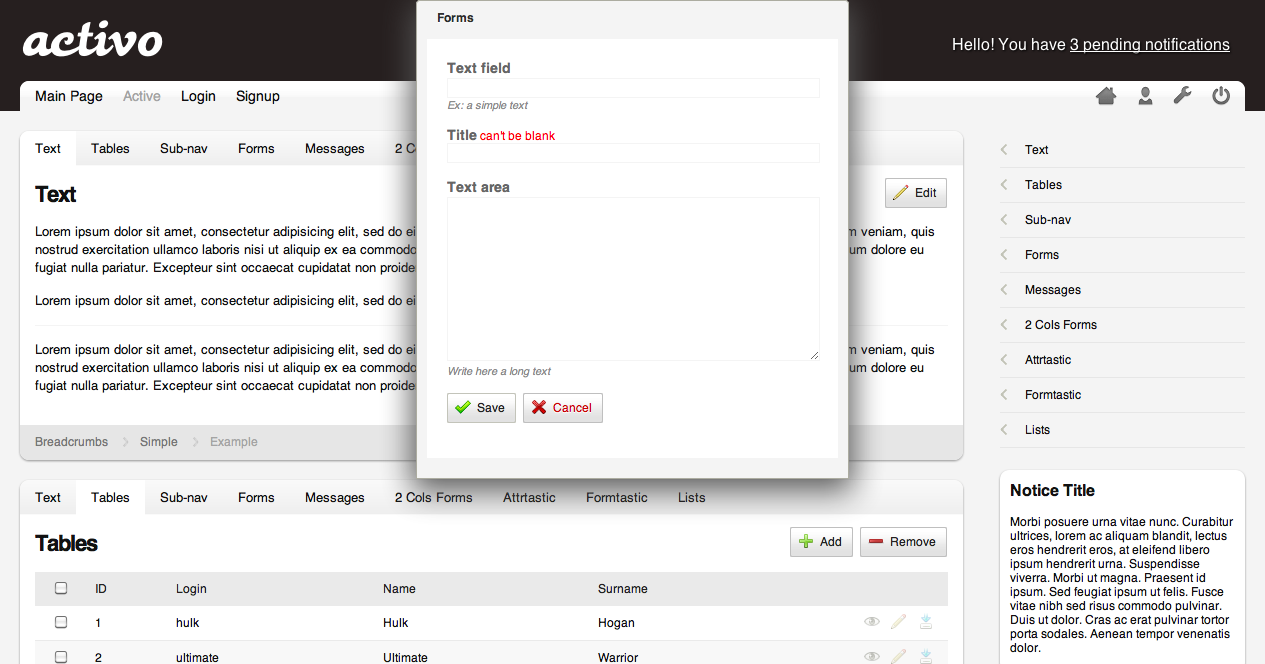 activo
Hello! You have 3 pending notifications
Main Page Active Login Signup
Forms
Text field
Ex: a simple text
Title can't be blank
Text area
Write here a long text
Save Cancel
Text Tables Sub-nav Forms Messages 2 C
Text
Edit
Lorem ipsum dolor sit amet, consectetur adipisicing elit, sed do ei m veniam, quis
nostrud exercitation ullamco laboris nisi ut aliquip ex ea commodo um dolore eu
fugiat nulla pariatur. Excepteur sint occaecat cupidatat non proide
Lorem ipsum dolor sit amet, consectetur adipisicing elit, sed do ei
Lorem ipsum dolor sit amet, consectetur adipisicing elit, sed do ei m veniam, quis
nostrud exercitation ullamco laboris nisi ut aliquip ex ea commodo um dolore eu
fugiat nulla pariatur. Excepteur sint occaecat cupidatat non proide
Breadcrumbs Simple Example
Text Tables Sub-nav Forms Messages 2 Cols Forms Attrtastic Formtastic Lists
Tables
Add Remove
ID Login Name Surname
1 hulk Hulk Hogan
2 ultimate Ultimate Warrior
Text
Tables
Sub-nav
Forms
Messages
2 Cols Forms
Attrtastic
Formtastic
Lists
Notice Title
Morbi posuere urna vitae nunc. Curabitur
ultrices, lorem ac aliquam blandit, lectus
eros hendrerit eros, at eleifend libero
ipsum hendrerit urna. Suspendisse
viverra. Morbi ut magna. Praesent id
ipsum. Sed feugiat ipsum ut felis. Fusce
vitae nibh sed risus commodo pulvinar.
Duis ut dolor. Cras ac erat pulvinar tortor
porta sodales. Aenean tempor venenatis
dolor.